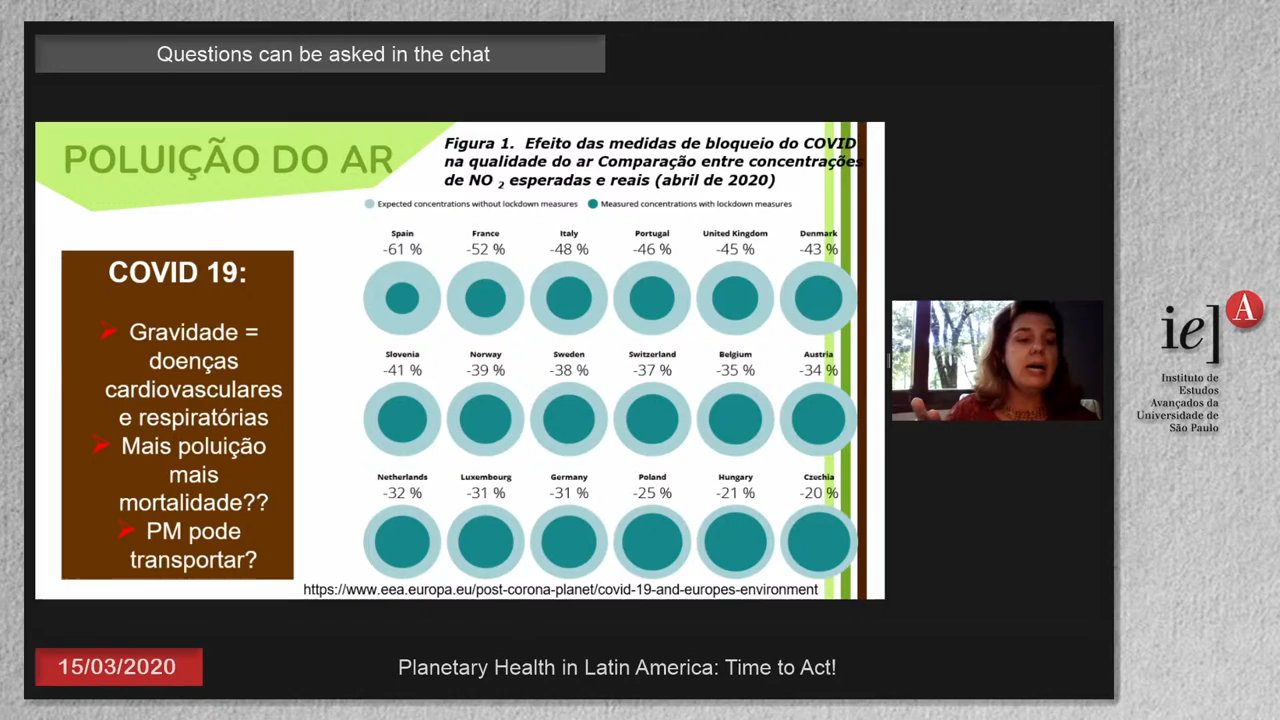 Questions can be asked in the chat
POLUIÇÃO DO AR
Figura 1. Efeito das medidas de bloqueio do COVID
na qualidade do ar Comparação entre concentrações
de NO 2 esperadas e reais (abril de 2020)
Expected concentrations without lockdown measures
Measured concentrations with lockdown measures
Spain France Italy Portugal United Kingdom Denmark
-61 % -52 % -48 % -46 % -45 % -43 %
Slovenia Norway Sweden Switzerland Belgium Austria
-41 % -39 % -38 % -37 % -35 % -34 %
Netherlands Luxembourg Germany Poland Hungary Czechia
-32 % -31 % -31 % -25 % -21 % -20 %
https://www.eea.europa.eu/post-corona-planet/covid-19-and-europes-environment
COVID 19:
Gravidade =
doenças
cardiovasculares
e respiratórias
Mais poluição
mais
mortalidade??
PM pode
transportar?
ie] A
Instituto de
Estudos
Avançados da
Universidade de
São Paulo
15/03/2020
Planetary Health in Latin America: Time to Act!